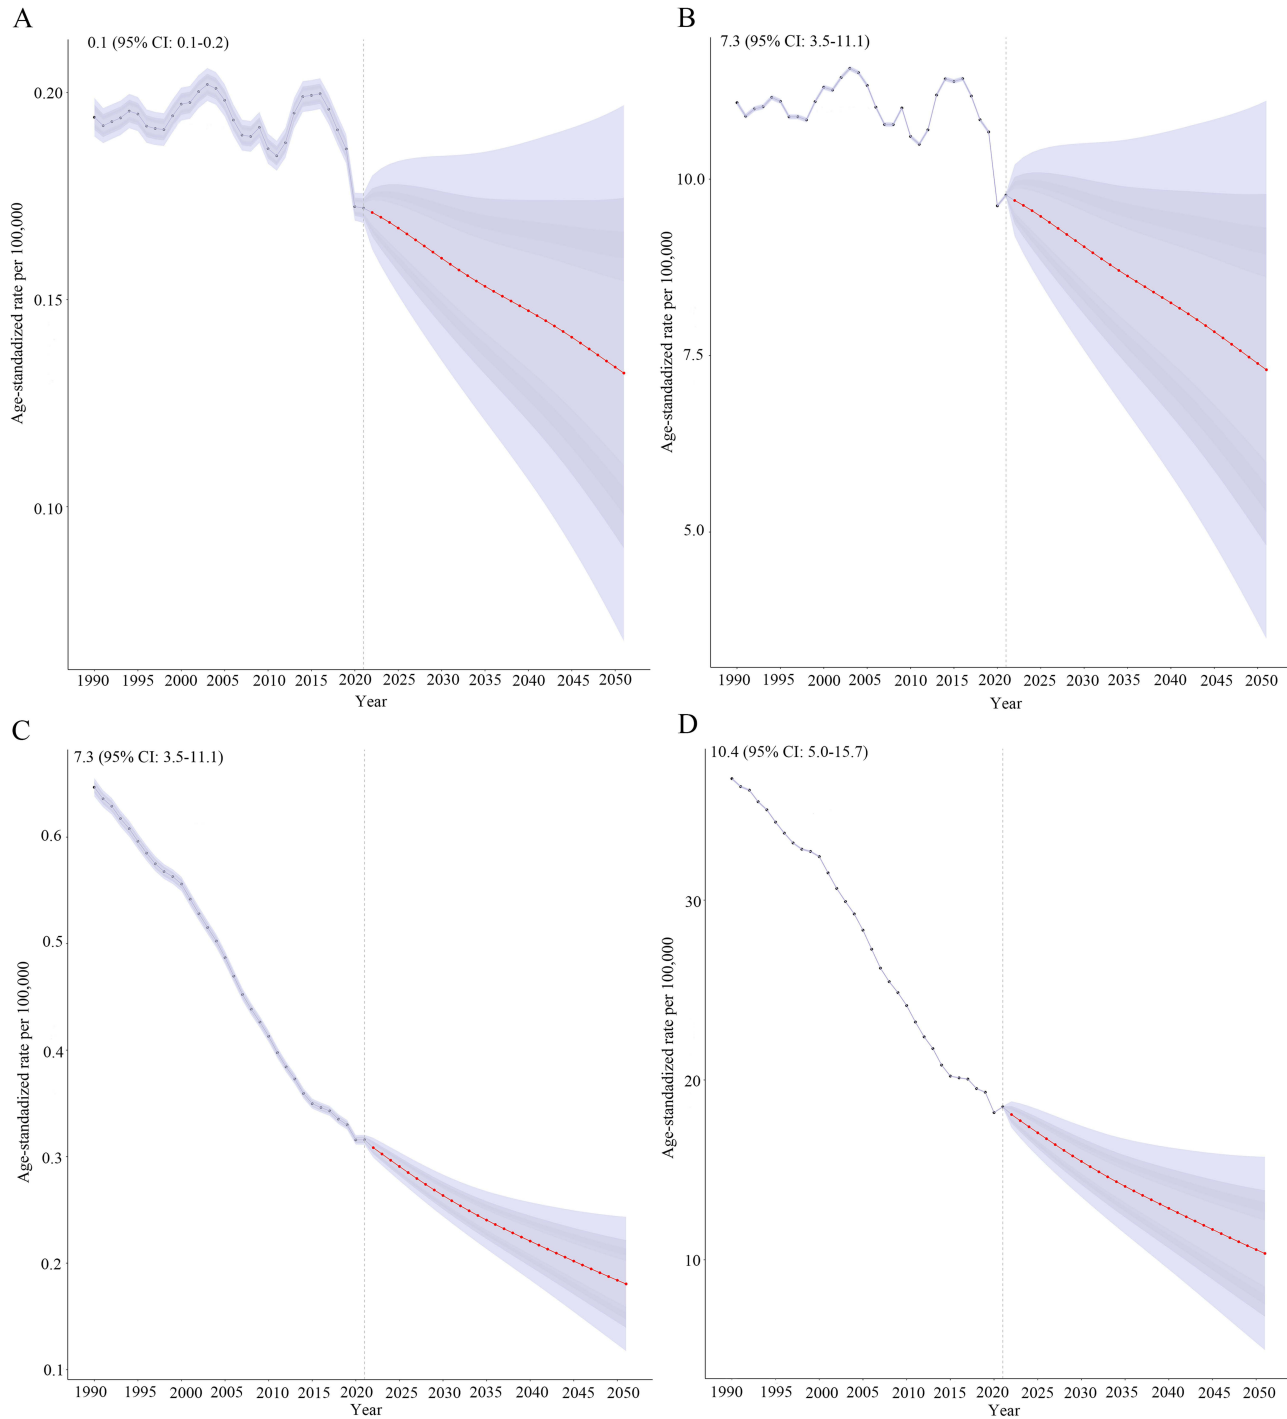 A
0.1 (95% CI: 0.1-0.2)
0.20
0.15
0.10
Age-standadized rate per 100,000
1990 1995 2000 2005 2010 2015 2020 2025 2030 2035 2040 2045 2050
Year
B
7.3 (95% CI: 3.5-11.1)
10.0
7.5
5.0
Age-standadized rate per 100,000
1990 1995 2000 2005 2010 2015 2020 2025 2030 2035 2040 2045 2050
Year
C
7.3 (95% CI: 3.5-11.1)
0.6
0.5
0.4
0.3
0.2
0.1
Age-standadized rate per 100,000
1990 1995 2000 2005 2010 2015 2020 2025 2030 2035 2040 2045 2050
Year
D
10.4 (95% CI: 5.0-15.7)
30
20
10
Age-standadized rate per 100,000
1990 1995 2000 2005 2010 2015 2020 2025 2030 2035 2040 2045 2050
Year